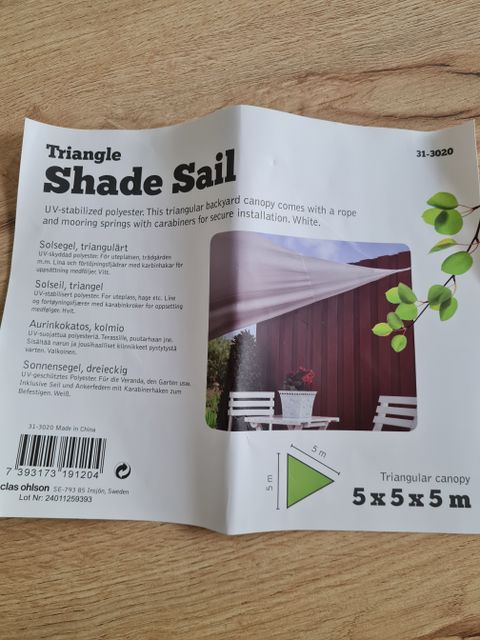 Triangle
Shade Sail
31-3020
UV-stabilized polyester. This triangular backyard canopy comes with a rope
and mooring springs with carabiners for secure installation. White.
Solsegel, triangulärt
UV-skyddad polyester. För uteplatsen, trädgården
m.m. Lina och förtöjningsfjädrar med karbinhakar för
uppsättning medföljer. Vitt.
Solseil, triangel
UV-stabilisert polyester. For uteplass, hage etc. Line
og fortøyningsfjærer med karabinkroker for oppsetting
medfølger. Hvit.
Aurinkokatos, kolmio
UV-suojattua polyesteriä. Terassille, puutarhaan jne.
Sisältää narun ja jousihaalliset kiinnikkeet pystytystä
varten. Valkoinen.
Sonnensegel, dreieckig
UV-geschütztes Polyester. Für die Veranda, den Garten usw.
Inklusive Seil und Ankerfedern mit Karabinerhaken zum
Befestigen. Weiß.
31-3020 Made in China
7 393173 191204
clas ohlson SE-793 85 Insjön, Sweden
Lot Nr: 24011259393
5 m
5 m
Triangular canopy
5 x 5 x 5 m